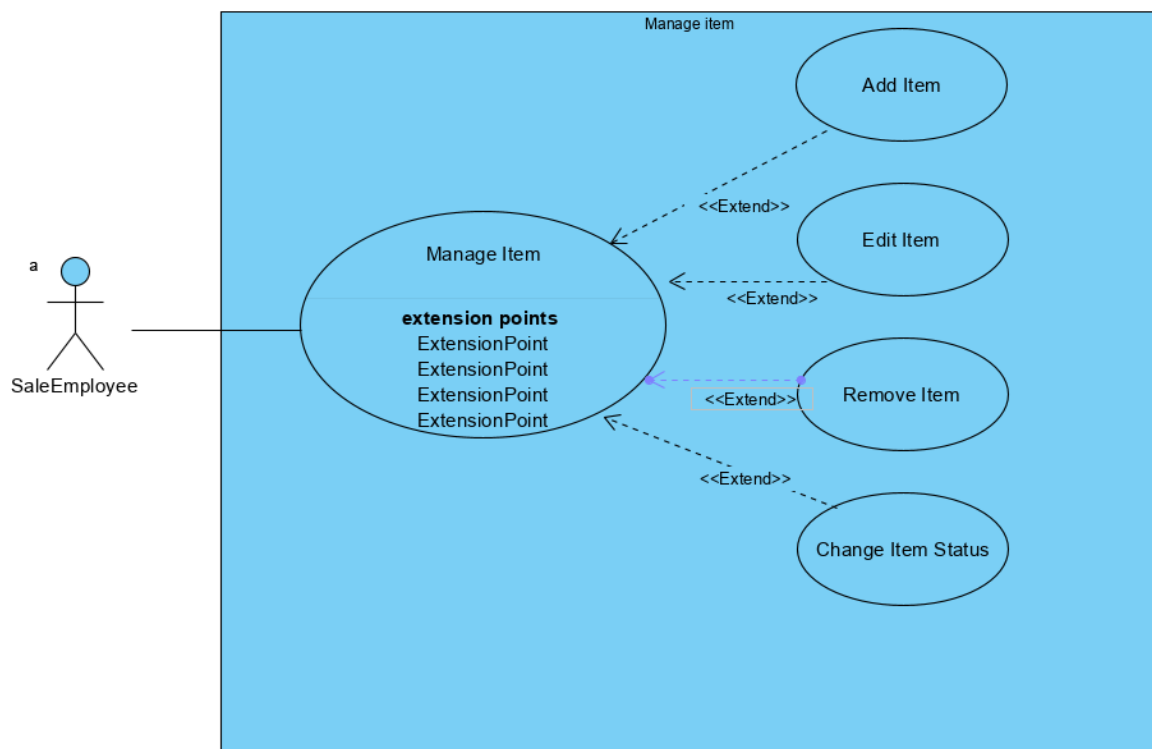 Manage item
Add Item
<<Extend>>
Edit Item
Manage Item
<<Extend>>
a
extension points
ExtensionPoint
ExtensionPoint
ExtensionPoint
ExtensionPoint
SaleEmployee
<<Extend>>
Remove Item
<<Extend>>
Change Item Status